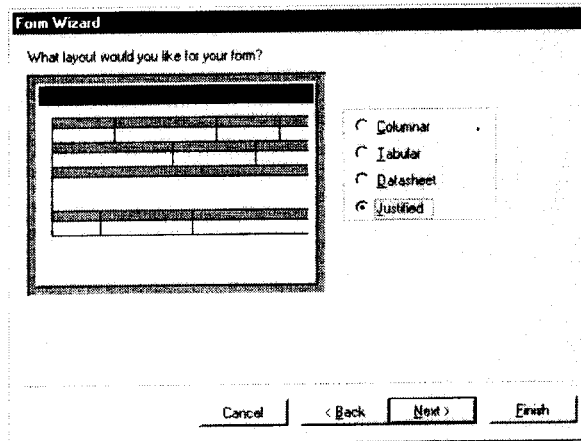 Form Wizard
What layout would you like for your form?
Columnar
Tabular
Datasheet
Justified
Cancel
< Back
Next >
Finish